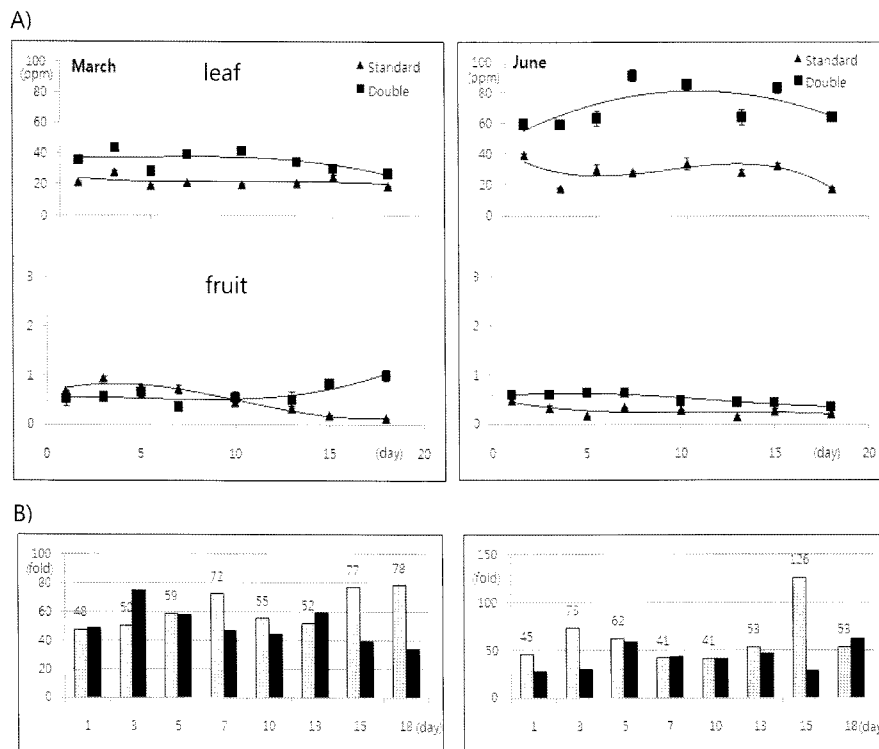 A)
March
leaf
Standard
Double
100
(ppm)
80
60
40
20
0
fruit
3
2
1
0
0 5 10 15 (day) 20
June
Standard
Double
100
(ppm)
80
60
40
20
0
3
2
1
0
0 5 10 15 (day) 20
B)
100
(fold)
80
60
40
20
0
48 50 59 72 55 52 77 78
1 3 5 7 10 13 15 18 (day)
150
(fold)
100
50
0
45 73 62 41 41 53 126 53
1 3 5 7 10 13 15 18 (day